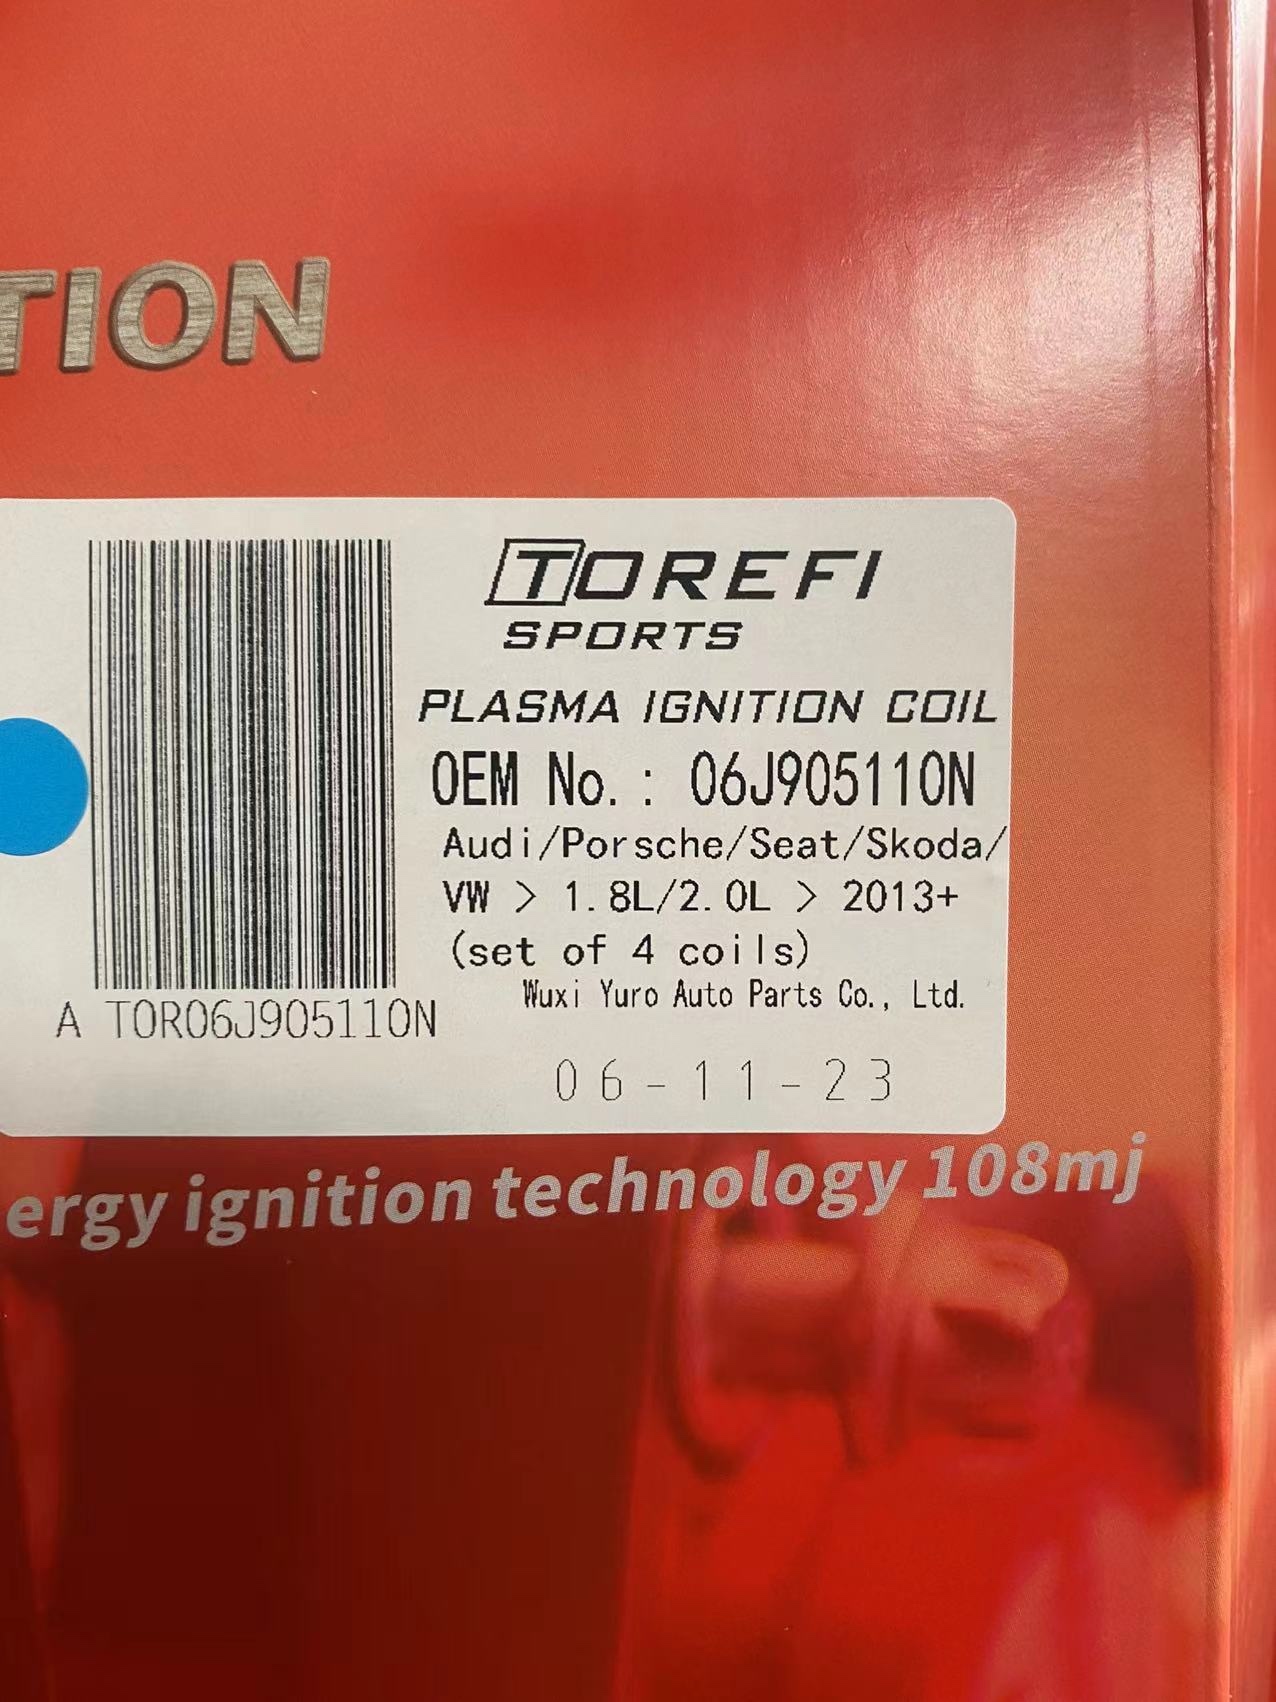 TION
TOREFI
SPORTS
PLASMA IGNITION COIL
OEM No.: 06J905110N
Audi/Porsche/Seat/Skoda/
VW > 1.8L/2.0L > 2013+
(set of 4 coils)
Wuxi Yuro Auto Parts Co., Ltd.
A TOR06J905110N
06-11-23
ergy ignition technology 108mj